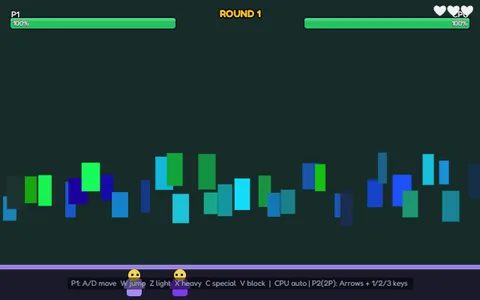 P1
ROUND 1
100%
100%
P1: A/D move W jump Z light X heavy C special V block | CPU auto | P2(2P): Arrows + 1/2/3 keys